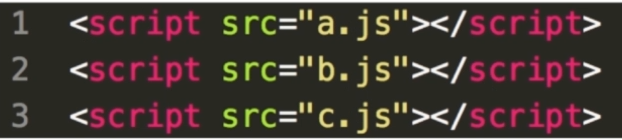 1 <script src="a.js"></script>
2 <script src="b.js"></script>
3 <script src="c.js"></script>